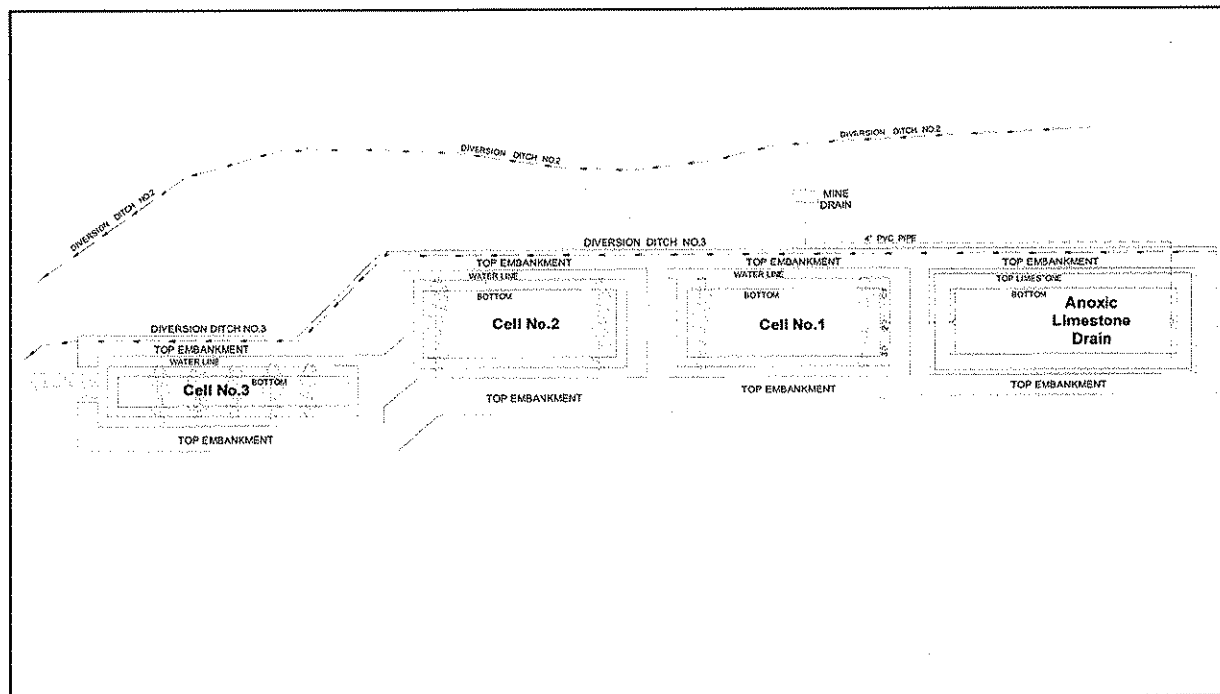 DIVERSION DITCH NO.2
DIVERSION DITCH NO.2
DIVERSION DITCH NO.2
MINE
DRAIN
DIVERSION DITCH NO.3
4" PVC PIPE
TOP EMBANKMENT
TOP EMBANKMENT
TOP EMBANKMENT
WATER LINE
WATER LINE
TOP LIMESTONE
BOTTOM
BOTTOM
BOTTOM
Cell No.2
Cell No.1
Anoxic
Limestone
Drain
DIVERSION DITCH NO.3
TOP EMBANKMENT
WATER LINE
BOTTOM
Cell No.3
TOP EMBANKMENT
TOP EMBANKMENT
TOP EMBANKMENT
TOP EMBANKMENT